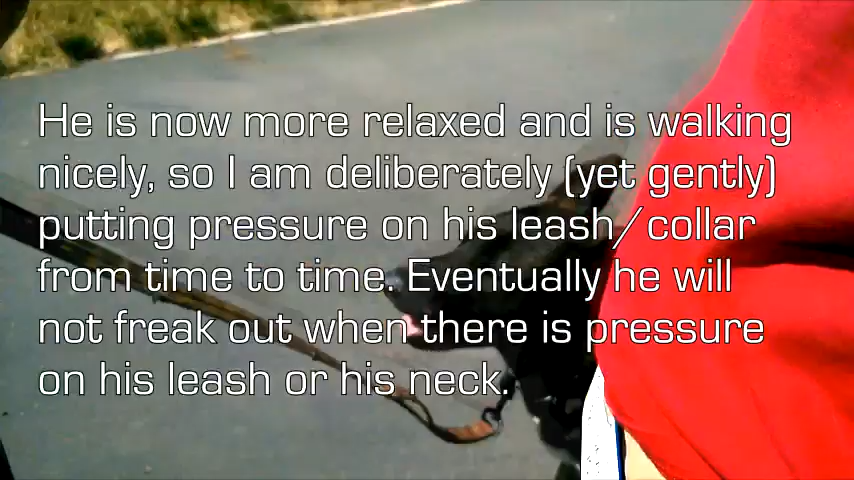 He is now more relaxed and is walking
nicely, so I am deliberately (yet gently)
putting pressure on his leash/collar
from time to time. Eventually he will
not freak out when there is pressure
on his leash or his neck.